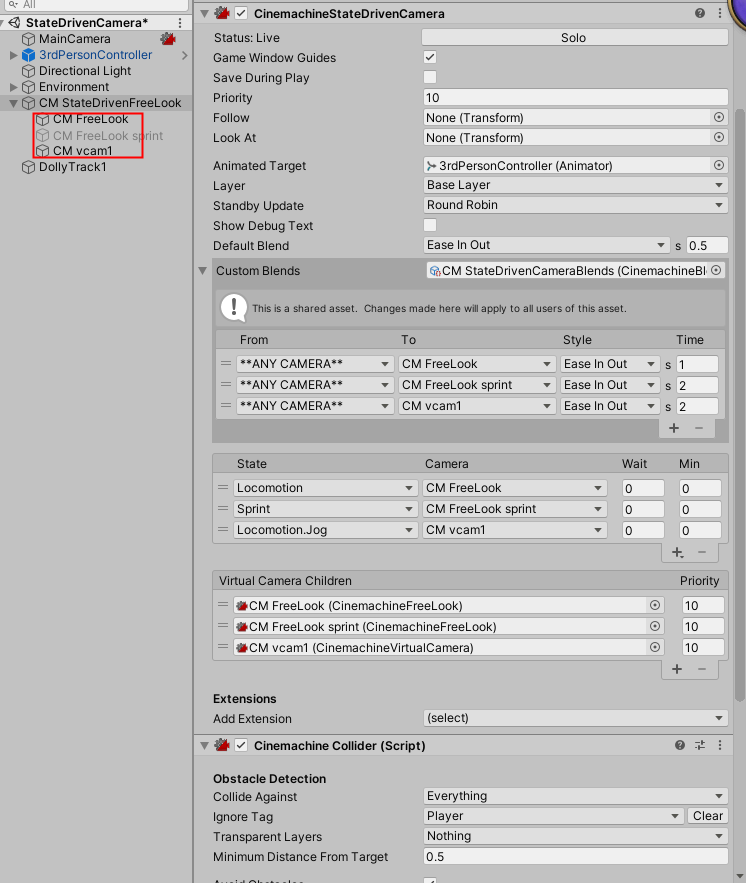 All
StateDrivenCamera*
MainCamera
3rdPersonController
Directional Light
Environment
CM StateDrivenFreeLook
CM FreeLook
CM FreeLook sprint
CM vcam1
DollyTrack1
CinemachineStateDrivenCamera
Status: Live Solo
Game Window Guides
Save During Play
Priority 10
Follow None (Transform)
Look At None (Transform)
Animated Target 3rdPersonController (Animator)
Layer Base Layer
Standby Update Round Robin
Show Debug Text
Default Blend Ease In Out s 0.5
Custom Blends CM StateDrivenCameraBlends (CinemachineBl
This is a shared asset. Changes made here will apply to all users of this asset.
From To Style Time
**ANY CAMERA** CM FreeLook Ease In Out s 1
**ANY CAMERA** CM FreeLook sprint Ease In Out s 2
**ANY CAMERA** CM vcam1 Ease In Out s 2
+ −
State Camera Wait Min
Locomotion CM FreeLook 0 0
Sprint CM FreeLook sprint 0 0
Locomotion.Jog CM vcam1 0 0
+ −
Virtual Camera Children Priority
CM FreeLook (CinemachineFreeLook) 10
CM FreeLook sprint (CinemachineFreeLook) 10
CM vcam1 (CinemachineVirtualCamera) 10
+ −
Extensions
Add Extension (select)
Cinemachine Collider (Script)
Obstacle Detection
Collide Against Everything
Ignore Tag Player Clear
Transparent Layers Nothing
Minimum Distance From Target 0.5
Avoid Obstacles